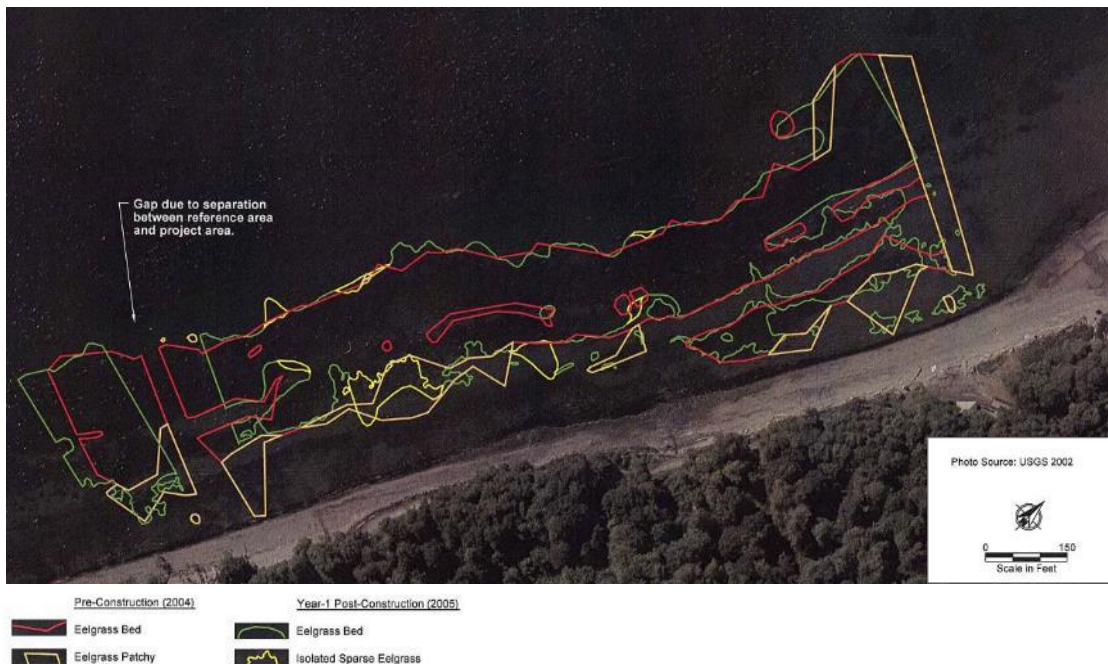 Gap due to separation
between reference area
and project area.
Photo Source: USGS 2002
0 150
Scale in Feet
Pre-Construction (2004)
Eelgrass Bed
Eelgrass Patchy
Year-1 Post-Construction (2005)
Eelgrass Bed
Isolated Sparse Eelgrass